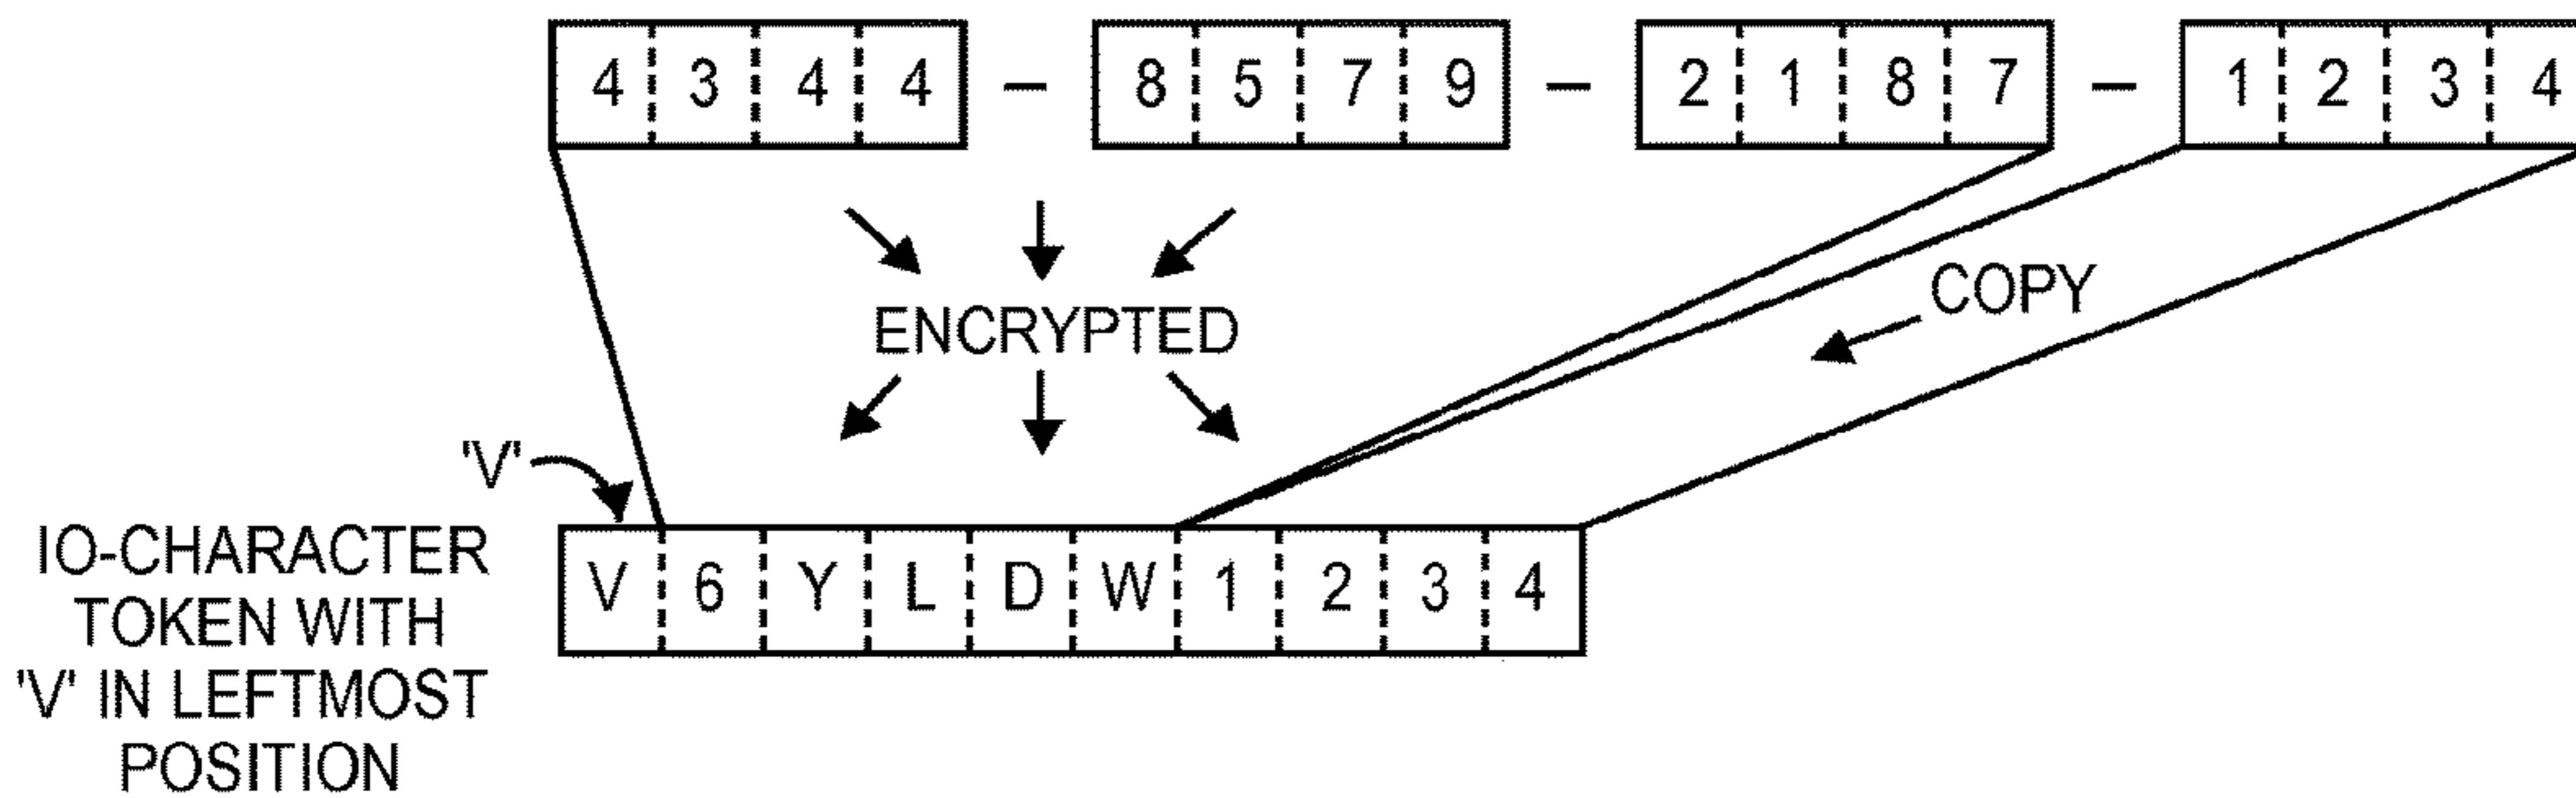 4 3 4 4 – 8 5 7 9 – 2 1 8 7 – 1 2 3 4
COPY
ENCRYPTED
'V'
V 6 Y L D W 1 2 3 4
IO-CHARACTER
TOKEN WITH
'V' IN LEFTMOST
POSITION